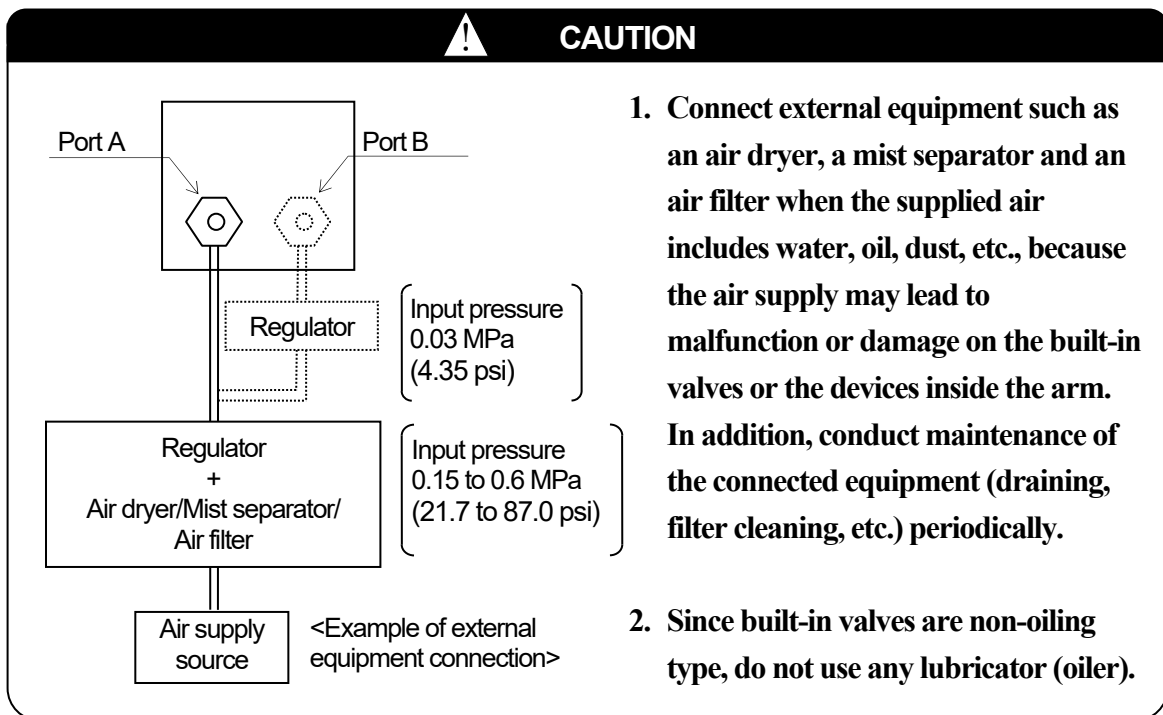 CAUTION
Port A
Port B
Regulator
Input pressure
0.03 MPa
(4.35 psi)
Regulator
+
Air dryer/Mist separator/
Air filter
Input pressure
0.15 to 0.6 MPa
(21.7 to 87.0 psi)
Air supply
source
<Example of external
equipment connection>
1. Connect external equipment such as
an air dryer, a mist separator and an
air filter when the supplied air
includes water, oil, dust, etc., because
the air supply may lead to
malfunction or damage on the built-in
valves or the devices inside the arm.
In addition, conduct maintenance of
the connected equipment (draining,
filter cleaning, etc.) periodically.
2. Since built-in valves are non-oiling
type, do not use any lubricator (oiler).